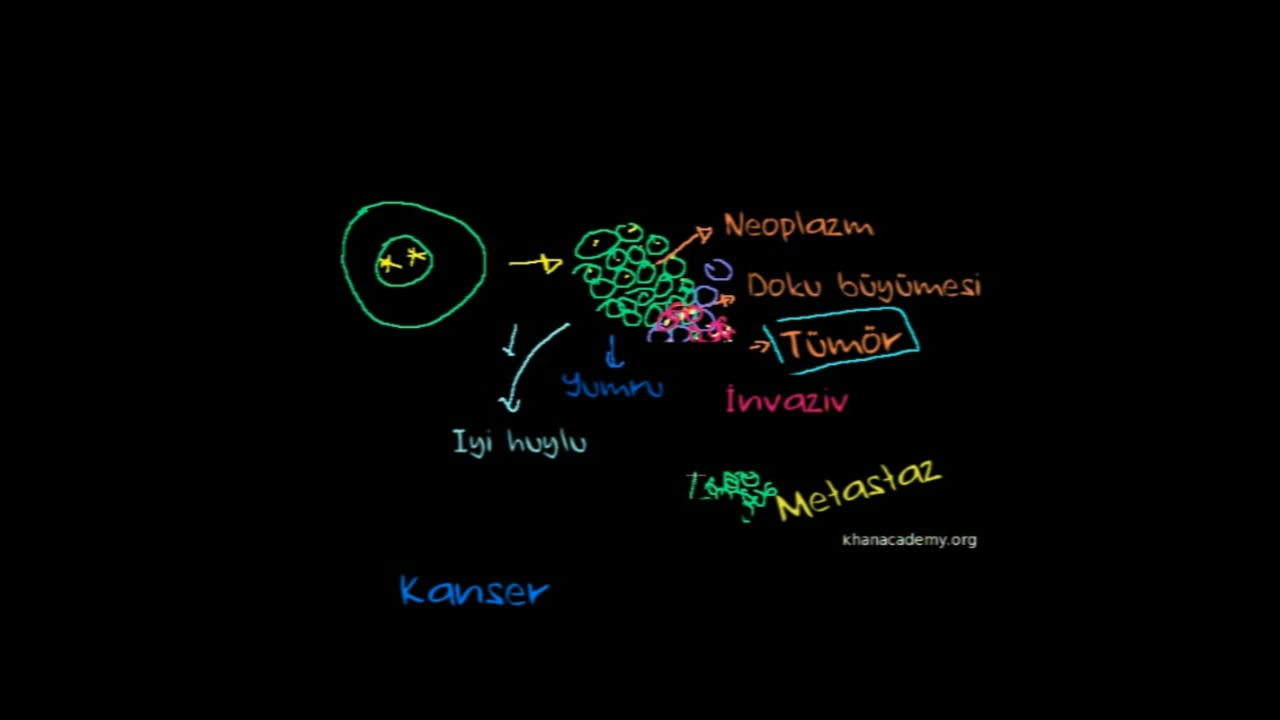 Neoplazm
Doku büyümesi
Tümör
Yumru
İnvaziv
Iyi huylu
Metastaz
khanacademy.org
Kanser